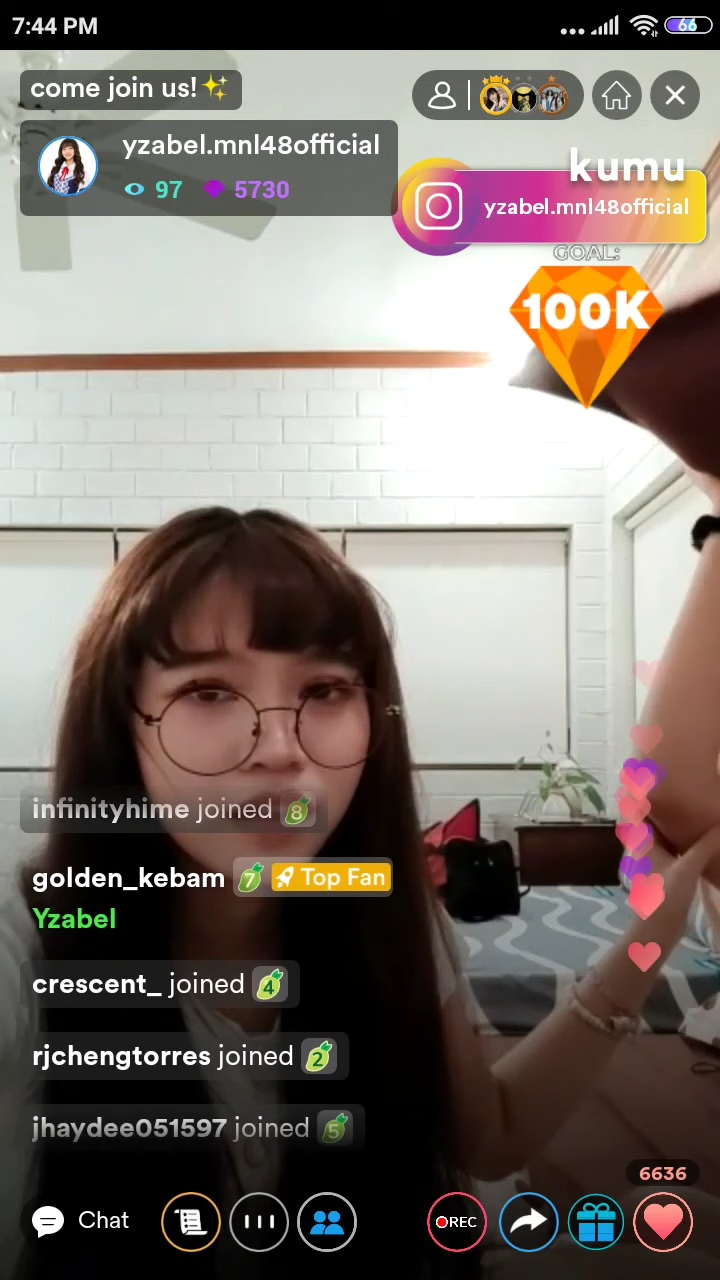 7:44 PM
66
come join us!✨
yzabel.mnl48official
97 5730
kumu
yzabel.mnl48official
GOAL:
100K
infinityhime joined 8
golden_kebam 7 Top Fan
Yzabel
crescent_ joined 4
rjchengtorres joined 2
jhaydee051597 joined 5
6636
Chat
REC